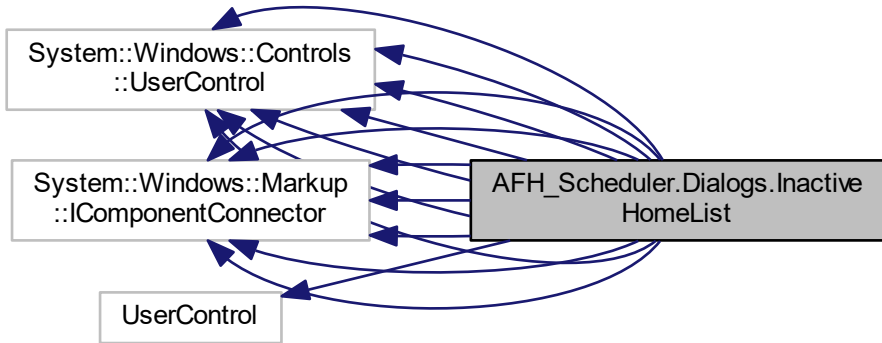 System::Windows::Controls
::UserControl
System::Windows::Markup
::IComponentConnector
AFH_Scheduler.Dialogs.Inactive
HomeList
UserControl